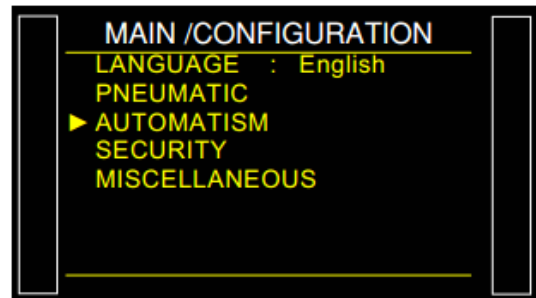 MAIN /CONFIGURATION
LANGUAGE : English
PNEUMATIC
► AUTOMATISM
SECURITY
MISCELLANEOUS